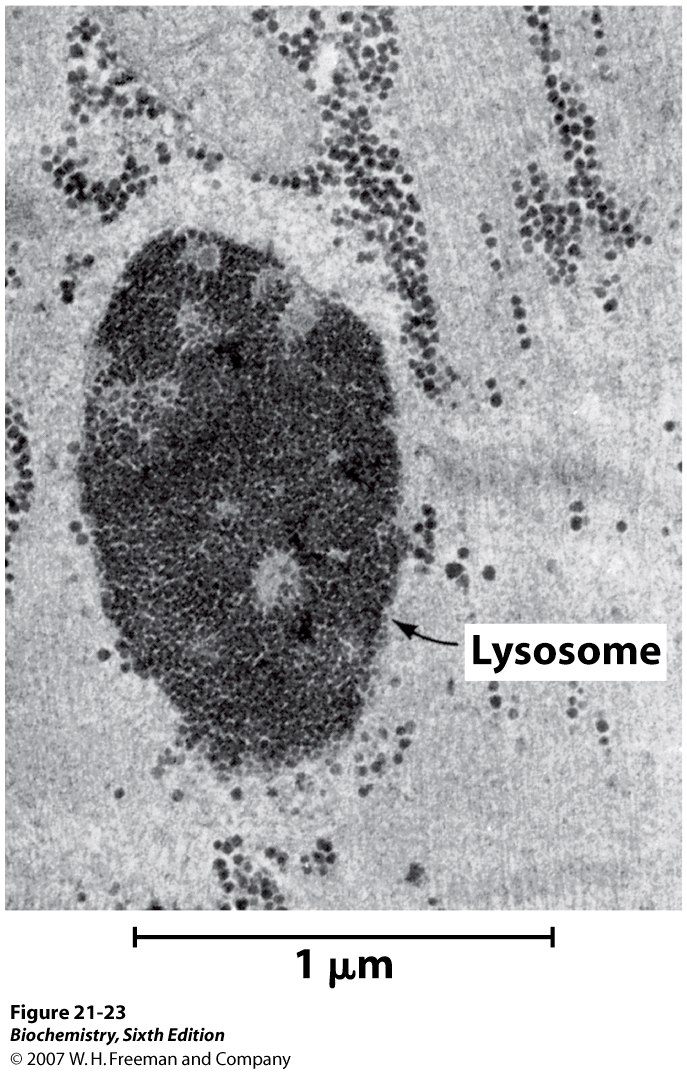 Lysosome
1 μm
Figure 21-23
Biochemistry, Sixth Edition
© 2007 W. H. Freeman and Company